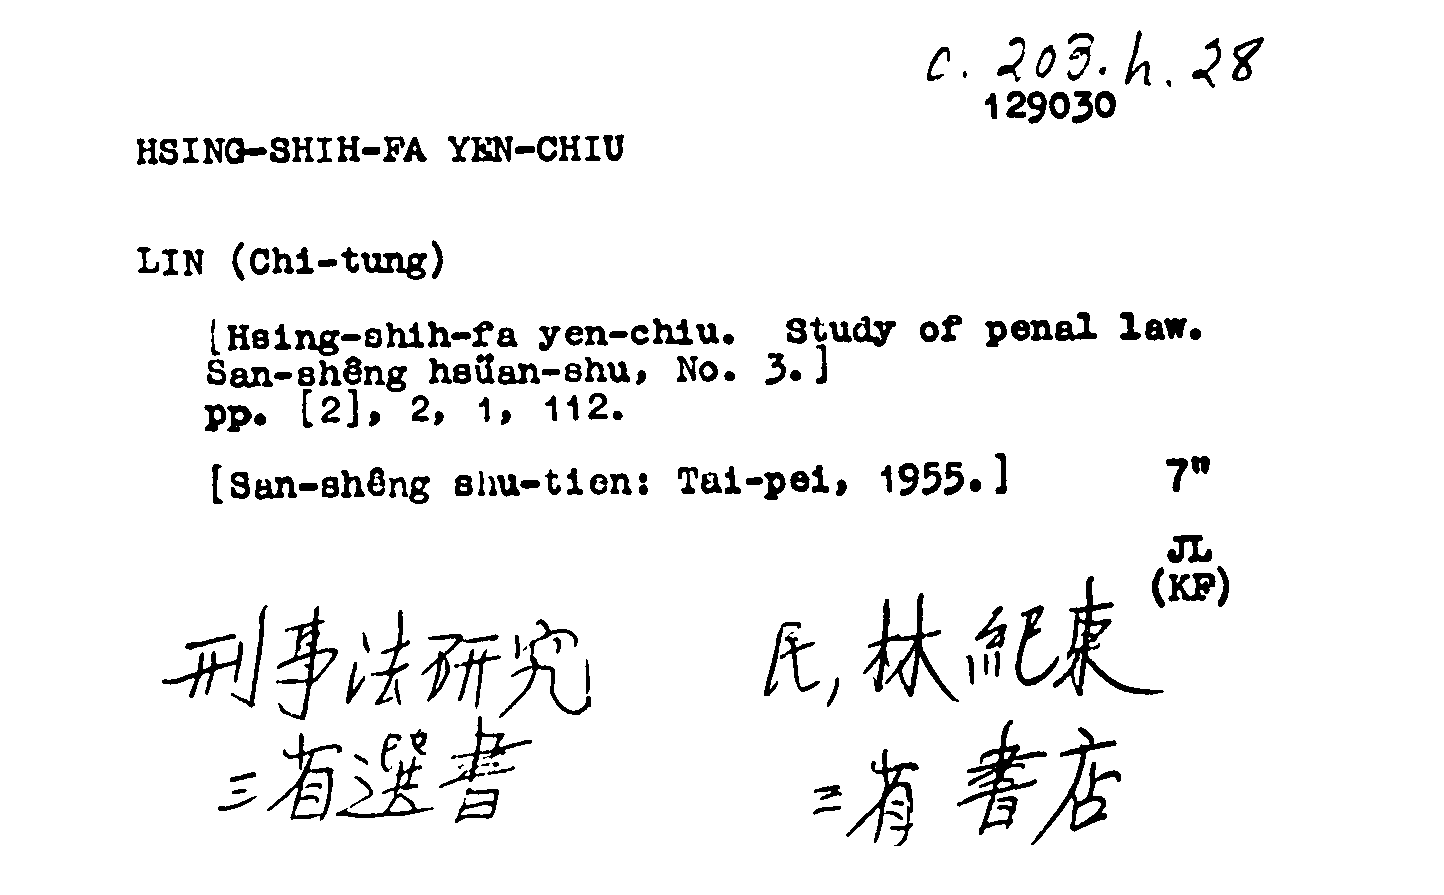 c. 203. h. 28
129030
HSING-SHIH-FA YEN-CHIU
LIN (Chi-tung)
[Hsing-shih-fa yen-chiu. Study of penal law.
San-shêng hsüan-shu, No. 3.]
pp. [2], 2, 1, 112.
[San-shêng shu-tien: Tai-pei, 1955.] 7"
JL
(KF)
刑事法研究 民, 林紀東
三省選書 三省書店